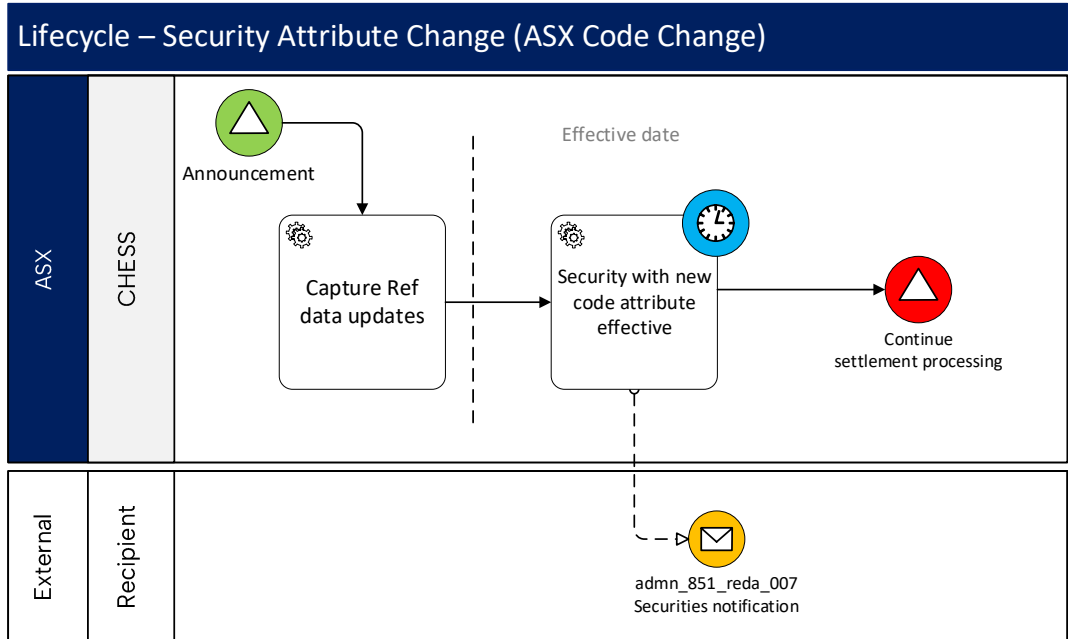 Lifecycle – Security Attribute Change (ASX Code Change)
ASX
CHESS
Announcement
Effective date
Capture Ref
data updates
Security with new
code attribute
effective
Continue
settlement processing
External
Recipient
admn_851_reda_007
Securities notification